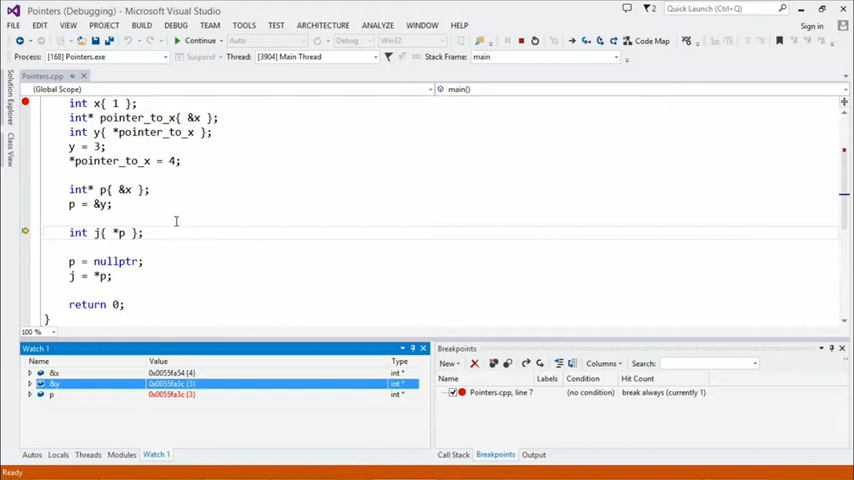 Pointers (Debugging) - Microsoft Visual Studio
2
Quick Launch (Ctrl+Q)
FILE EDIT VIEW PROJECT BUILD DEBUG TEAM TOOLS TEST ARCHITECTURE ANALYZE WINDOW HELP
Sign in
Continue Auto Debug Win32 Code Map
Process: [168] Pointers.exe Suspend Thread: [3904] Main Thread Stack Frame: main
Solution Explorer
Class View
Pointers.cpp
(Global Scope) main()
int x{ 1 };
int* pointer_to_x{ &x };
int y{ *pointer_to_x };
y = 3;
*pointer_to_x = 4;
int* p{ &x };
p = &y;
int j{ *p };
p = nullptr;
j = *p;
return 0;
}
100 %
Watch 1
Name Value Type
&x 0x0055fa54 (4) int *
&y 0x0055fa3c (3) int *
p 0x0055fa3c (3) int *
Autos Locals Threads Modules Watch 1
Breakpoints
New Columns Search:
Name Labels Condition Hit Count
Pointers.cpp, line 7 (no condition) break always (currently 1)
Call Stack Breakpoints Output
Ready